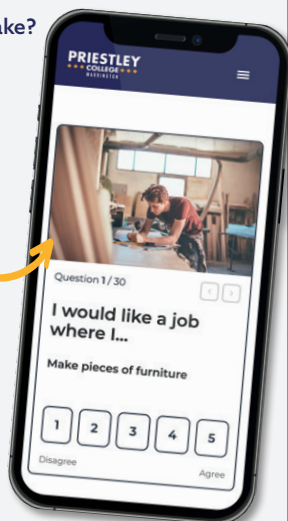 ake?
PRIESTLEY
COLLEGE
WARRINGTON
Question 1 / 30
I would like a job
where I...
Make pieces of furniture
1 2 3 4 5
Disagree
Agree